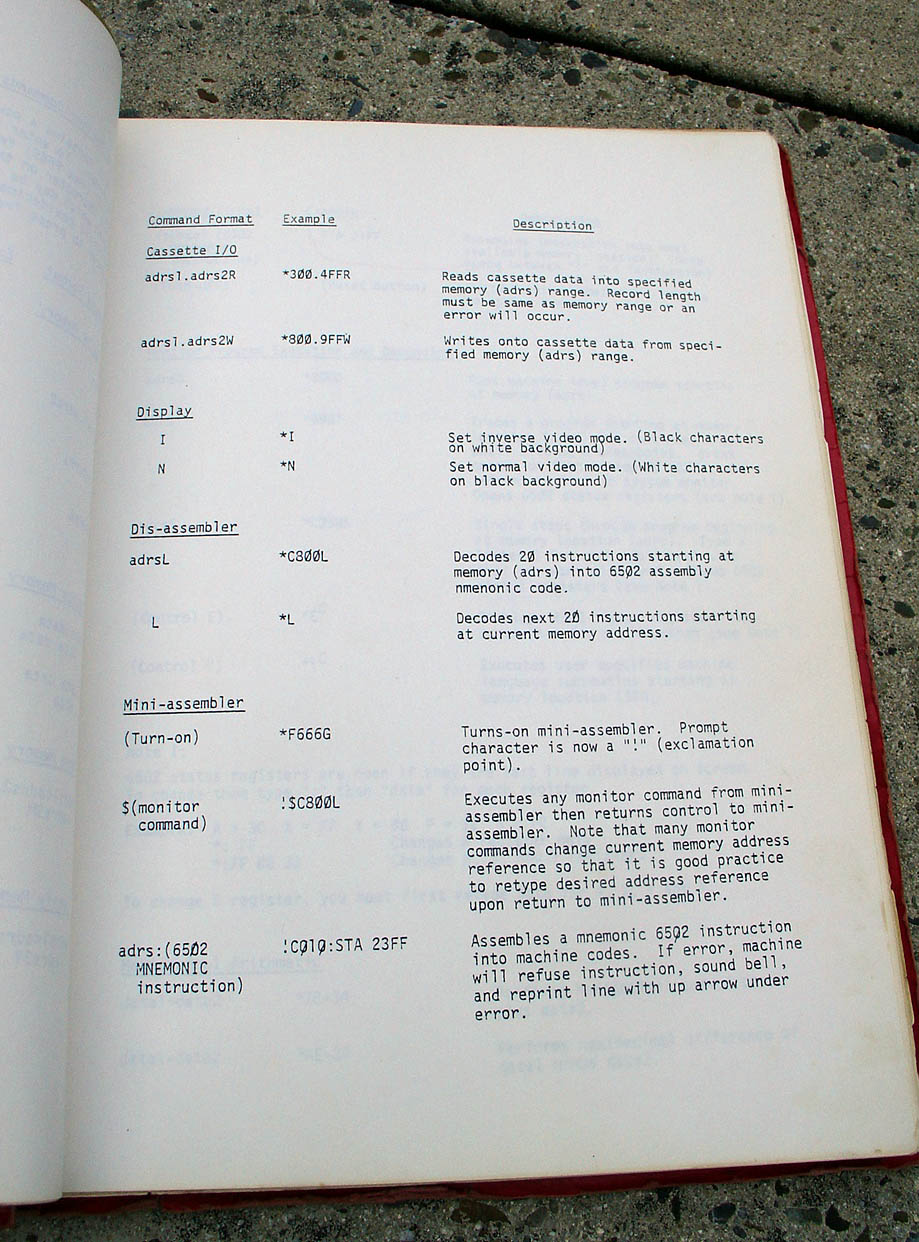 Command Format Example Description
Cassette I/O
adrs1.adrs2R *300.4FFR Reads cassette data into specified
memory (adrs) range. Record length
must be same as memory range or an
error will occur.
adrs1.adrs2W *800.9FFW Writes onto cassette data from speci-
fied memory (adrs) range.
Display
I *I Set inverse video mode. (Black characters
on white background)
N *N Set normal video mode. (White characters
on black background)
Dis-assembler
adrsL *C800L Decodes 20 instructions starting at
memory (adrs) into 6502 assembly
nmenonic code.
L *L Decodes next 20 instructions starting
at current memory address.
Mini-assembler
(Turn-on) *F666G Turns-on mini-assembler. Prompt
character is now a "!" (exclamation
point).
$(monitor !$C800L Executes any monitor command from mini-
command) assembler then returns control to mini-
assembler. Note that many monitor
commands change current memory address
reference so that it is good practice
to retype desired address reference
upon return to mini-assembler.
adrs:(6502 !C010:STA 23FF Assembles a mnemonic 6502 instruction
MNEMONIC into machine codes. If error, machine
instruction) will refuse instruction, sound bell,
and reprint line with up arrow under
error.